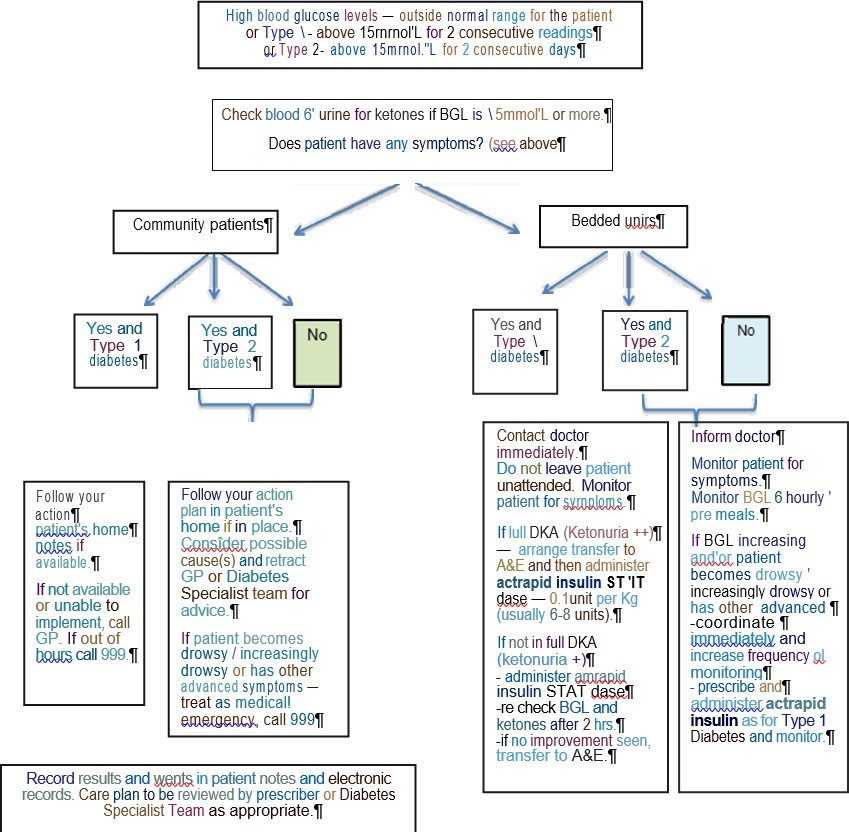 High blood glucose levels — outside normal range for the patient
or Type \ - above 15rnrnol'L for 2 consecutive readings¶
or Type 2- above 15mrnol."L for 2 consecutive days¶
Check blood 6' urine for ketones if BGL is \ 5mmol'L or more.¶
Does patient have any symptoms? (see above¶
Community patients¶
Bedded unirs¶
Yes and
Type 1
diabetes¶
Yes and
Type 2
diabetes¶
No
Yes and
Type \
diabetes¶
Yes and
Type 2
diabetes¶
No
Follow your
action¶
patient's home¶
notes if
available.¶
If not available
or unable to
implement, call
GP. If out of
hours call 999.¶
Follow your action
plan in patient's
home if in place.¶
Consider possible
cause(s) and retract
GP or Diabetes
Specialist team for
advice.¶
If patient becomes
drowsy / increasingly
drowsy or has other
advanced symptoms —
treat as medical!
emergency, call 999¶
Contact doctor
immediately.¶
Do not leave patient
unattended. Monitor
patient for syrnploms.¶
If lull DKA (Ketonuria ++)¶
— arrange transfer to
A&E and then administer
actrapid insulin ST 'IT
dase — 0.1unit per Kg
(usually 6-8 units).¶
If not in full DKA
(ketonuria +)¶
- administer amrapid
insulin STAT dase¶
-re check BGL and
ketones after 2 hrs.¶
-if no improvement seen,
transfer to A&E.¶
Inform doctor¶
Monitor patient for
symptoms.¶
Monitor BGL 6 hourly '
pre meals.¶
If BGL increasing
and'or patient
becomes drowsy '
increasingly drowsy or
has other advanced ¶
-coordinate ¶
immediately and
increase frequency ol
monitoring¶
- prescribe and¶
administer actrapid
insulin as for Type 1
Diabetes and monitor.¶
Record results and wents in patient notes and electronic
records. Care plan to be reviewed by prescriber or Diabetes
Specialist Team as appropriate.¶